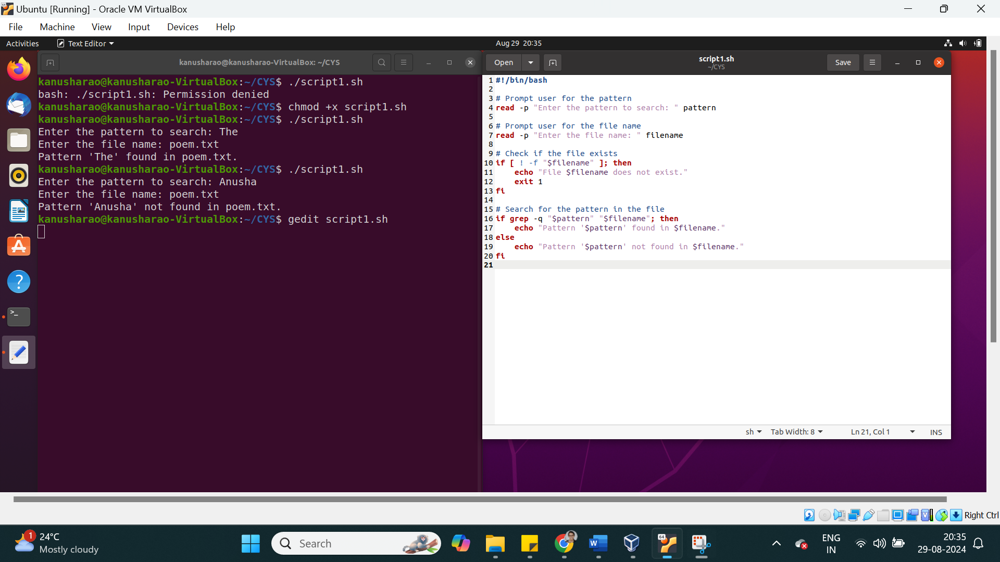 Ubuntu [Running] - Oracle VM VirtualBox
File Machine View Input Devices Help
Activities Text Editor Aug 29 20:35
kanusharao@kanusharao-VirtualBox: ~/CYS
kanusharao@kanusharao-VirtualBox:~/CYS$ ./script1.sh
bash: ./script1.sh: Permission denied
kanusharao@kanusharao-VirtualBox:~/CYS$ chmod +x script1.sh
kanusharao@kanusharao-VirtualBox:~/CYS$ ./script1.sh
Enter the pattern to search: The
Enter the file name: poem.txt
Pattern 'The' found in poem.txt.
kanusharao@kanusharao-VirtualBox:~/CYS$ ./script1.sh
Enter the pattern to search: Anusha
Enter the file name: poem.txt
Pattern 'Anusha' not found in poem.txt.
kanusharao@kanusharao-VirtualBox:~/CYS$ gedit script1.sh
Open script1.sh Save
~/CYS
1 #!/bin/bash
2
3 # Prompt user for the pattern
4 read -p "Enter the pattern to search: " pattern
5
6 # Prompt user for the file name
7 read -p "Enter the file name: " filename
8
9 # Check if the file exists
10 if [ ! -f "$filename" ]; then
11     echo "File $filename does not exist."
12     exit 1
13 fi
14
15 # Search for the pattern in the file
16 if grep -q "$pattern" "$filename"; then
17     echo "Pattern '$pattern' found in $filename."
18 else
19     echo "Pattern '$pattern' not found in $filename."
20 fi
21
sh Tab Width: 8 Ln 21, Col 1 INS
Right Ctrl
1 24°C
Mostly cloudy
Search
64
W
ENG
IN
20:35
29-08-2024